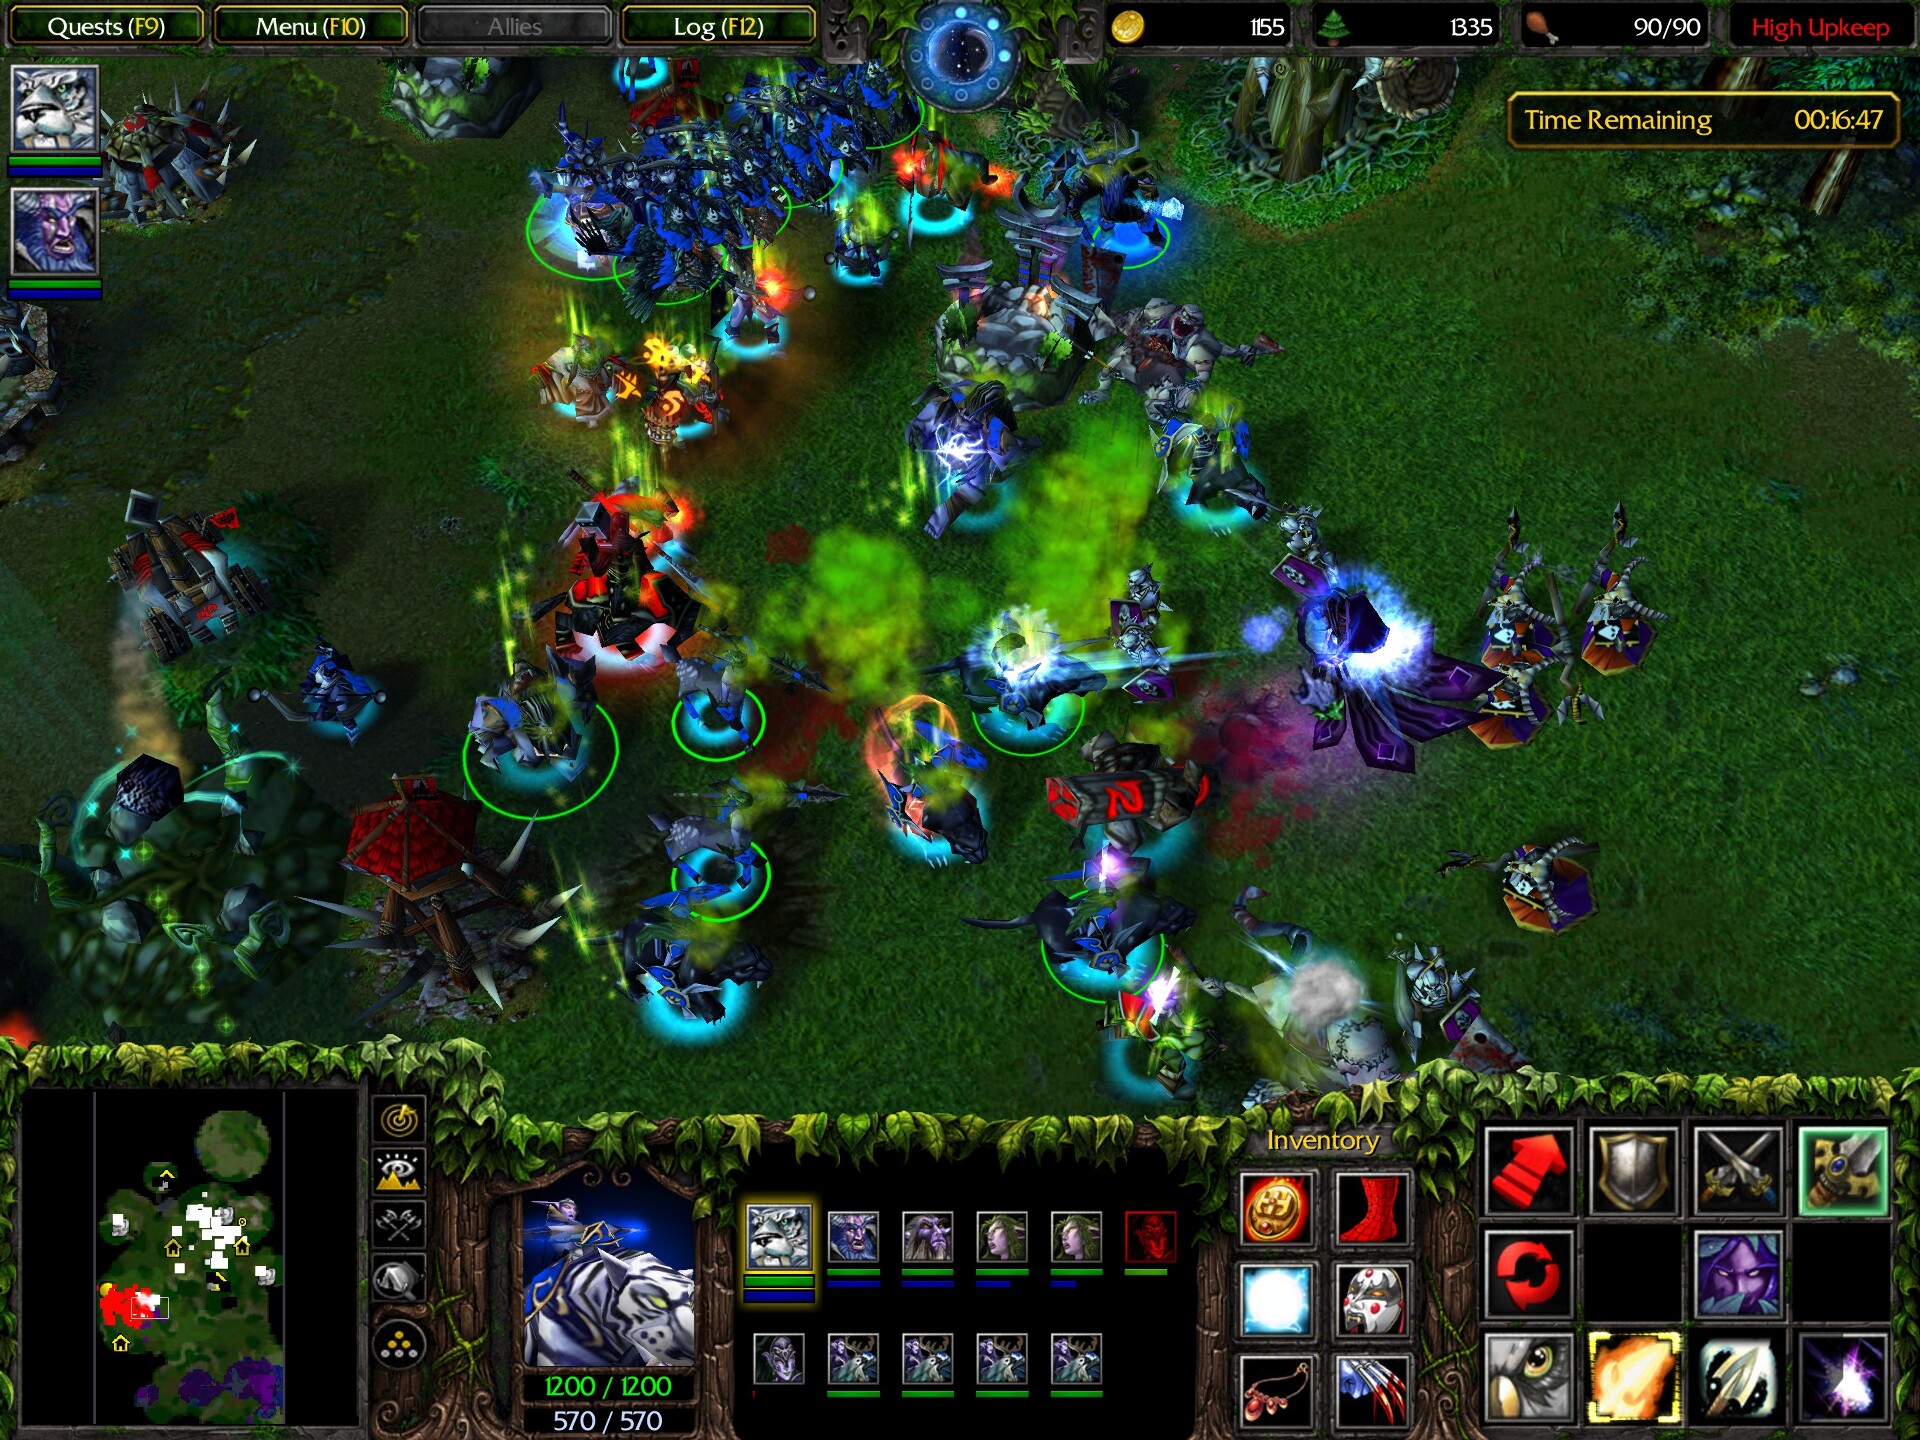 Quests (F9)
Menu (F10)
Allies
Log (F12)
1155
1335
90/90
High Upkeep
Time Remaining 00:16:47
Inventory
1200 / 1200
570 / 570